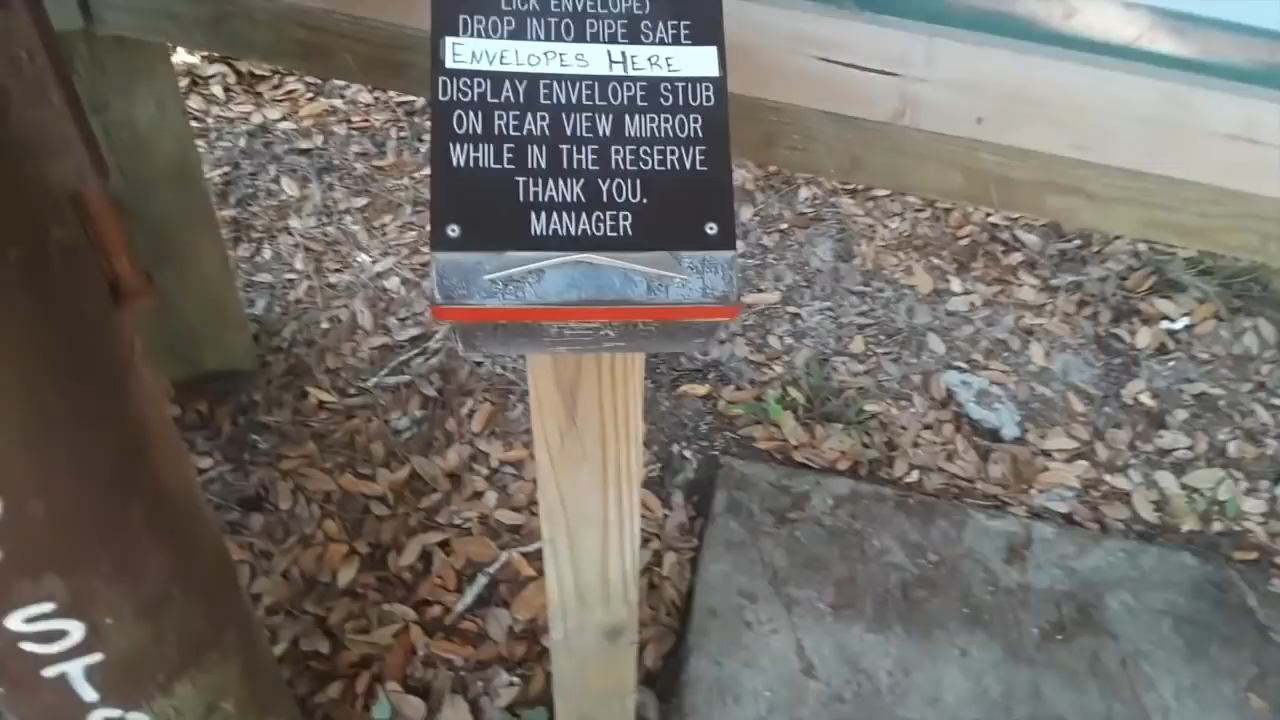 LICK ENVELOPE)
DROP INTO PIPE SAFE
ENVELOPES HERE
DISPLAY ENVELOPE STUB
ON REAR VIEW MIRROR
WHILE IN THE RESERVE
THANK YOU.
MANAGER
ST